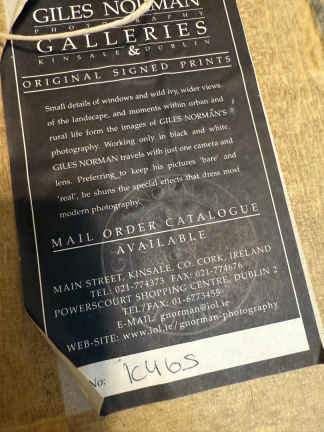 GILES NORMAN
PHOTOGRAPHY
GALLERIES
&
KINSALE DUBLIN
ORIGINAL SIGNED PRINTS
Small details of windows and wild ivy, wider views
of the landscape, and moments within urban and
rural life form the images of GILES NORMAN'S
photography. Working only in black and white,
GILES NORMAN travels with just one camera and
lens. Preferring to keep his pictures 'bare' and
'real', he shuns the special effects that dress most
modern photography.
MAIL ORDER CATALOGUE
AVAILABLE
MAIN STREET, KINSALE, CO. CORK, IRELAND
TEL: 021-774373 FAX: 021-774676
POWERSCOURT SHOPPING CENTRE, DUBLIN 2
TEL/FAX: 01-6773455
E-MAIL gnorman@iol.ie
WEB-SITE: www.iol.ie/gnorman-photography
No: K465